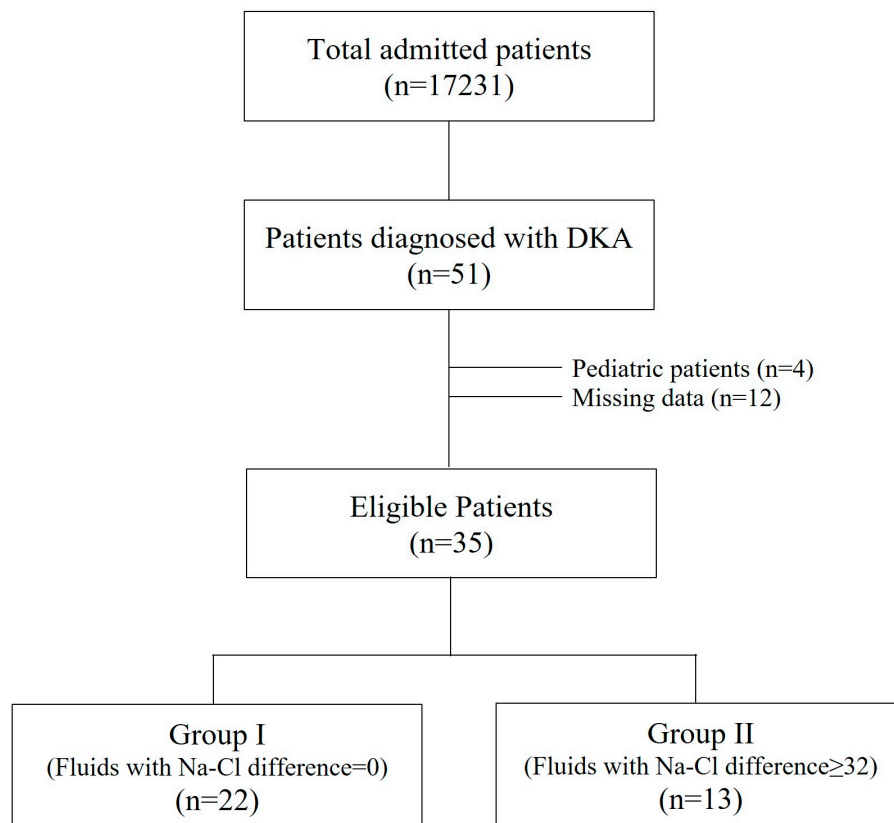 Total admitted patients
(n=17231)
Patients diagnosed with DKA
(n=51)
Pediatric patients (n=4)
Missing data (n=12)
Eligible Patients
(n=35)
Group I
(Fluids with Na-Cl difference=0)
(n=22)
Group II
(Fluids with Na-Cl difference≥32)
(n=13)